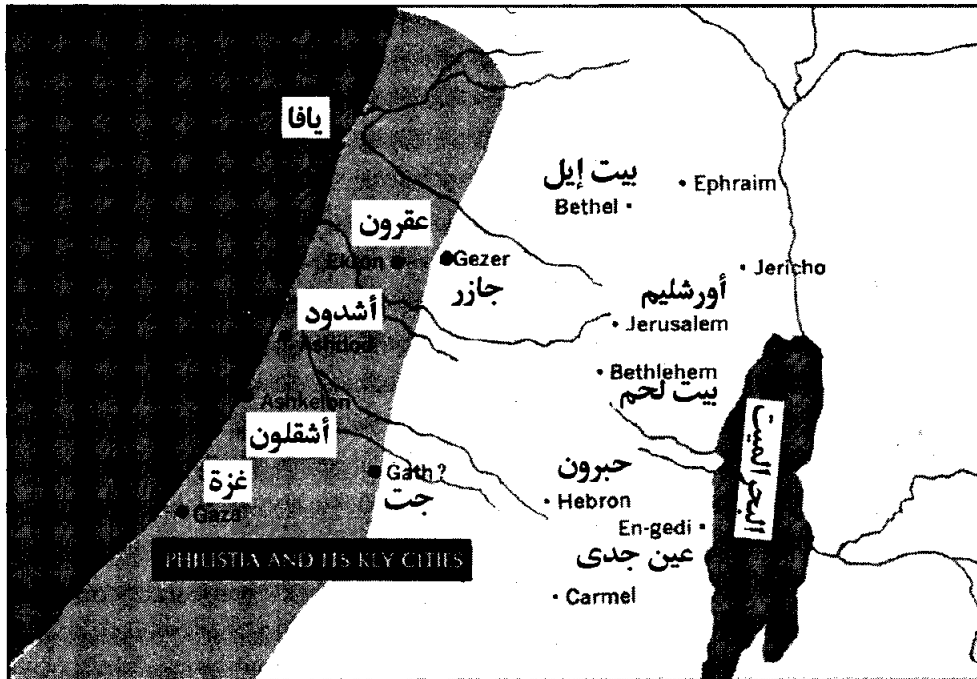 يافا
بيت إيل
Bethel
Ephraim
عقرون
Ekron
Gezer
جازر
Jericho
أورشليم
Jerusalem
أشدود
Ashdod
Bethlehem
بيت لحم
Ashkelon
أشقلون
غزة
Gaza
Gath?
جت
حبرون
Hebron
En-gedi
عين جدى
البحر الميت
Carmel
PHILISTIA AND ITS KEY CITIES